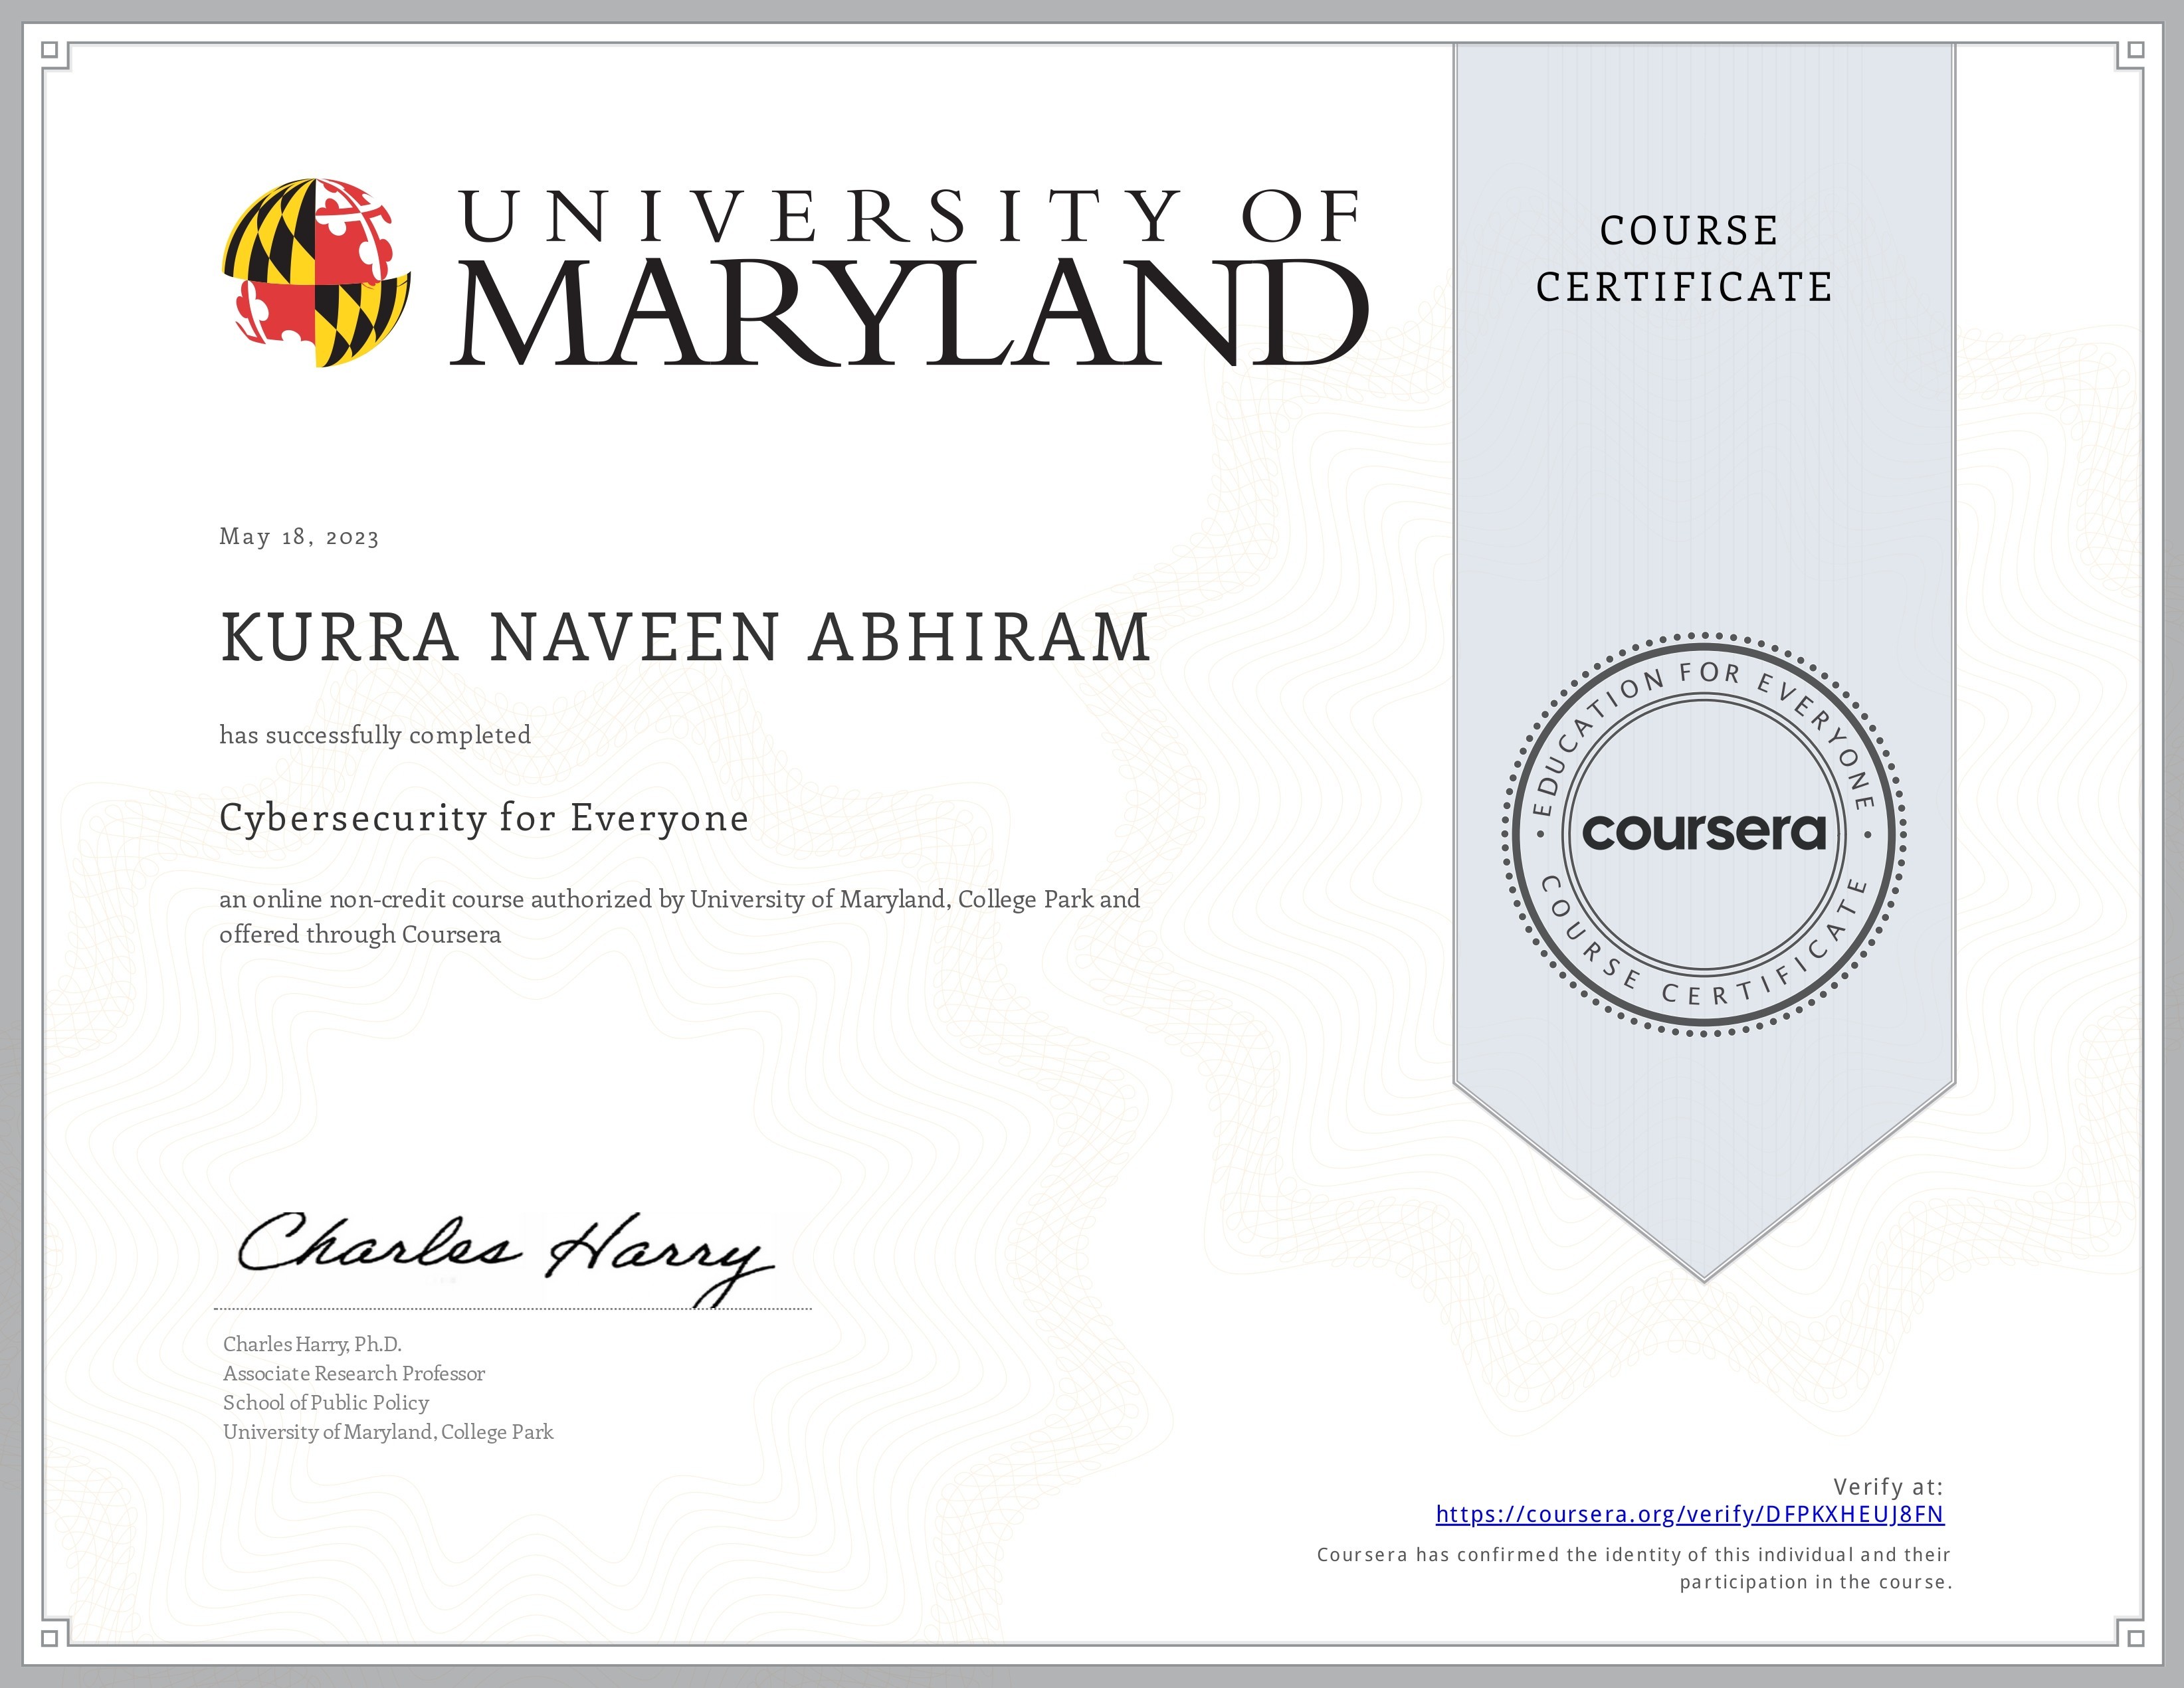 UNIVERSITY OF
MARYLAND
COURSE
CERTIFICATE
May 18, 2023
KURRA NAVEEN ABHIRAM
has successfully completed
Cybersecurity for Everyone
an online non-credit course authorized by University of Maryland, College Park and
offered through Coursera
EDUCATION FOR EVERYONE
coursera
COURSE CERTIFICATE
Charles Harry
Charles Harry, Ph.D.
Associate Research Professor
School of Public Policy
University of Maryland, College Park
Verify at:
https://coursera.org/verify/DFPKXHEUJ8FN
Coursera has confirmed the identity of this individual and their
participation in the course.